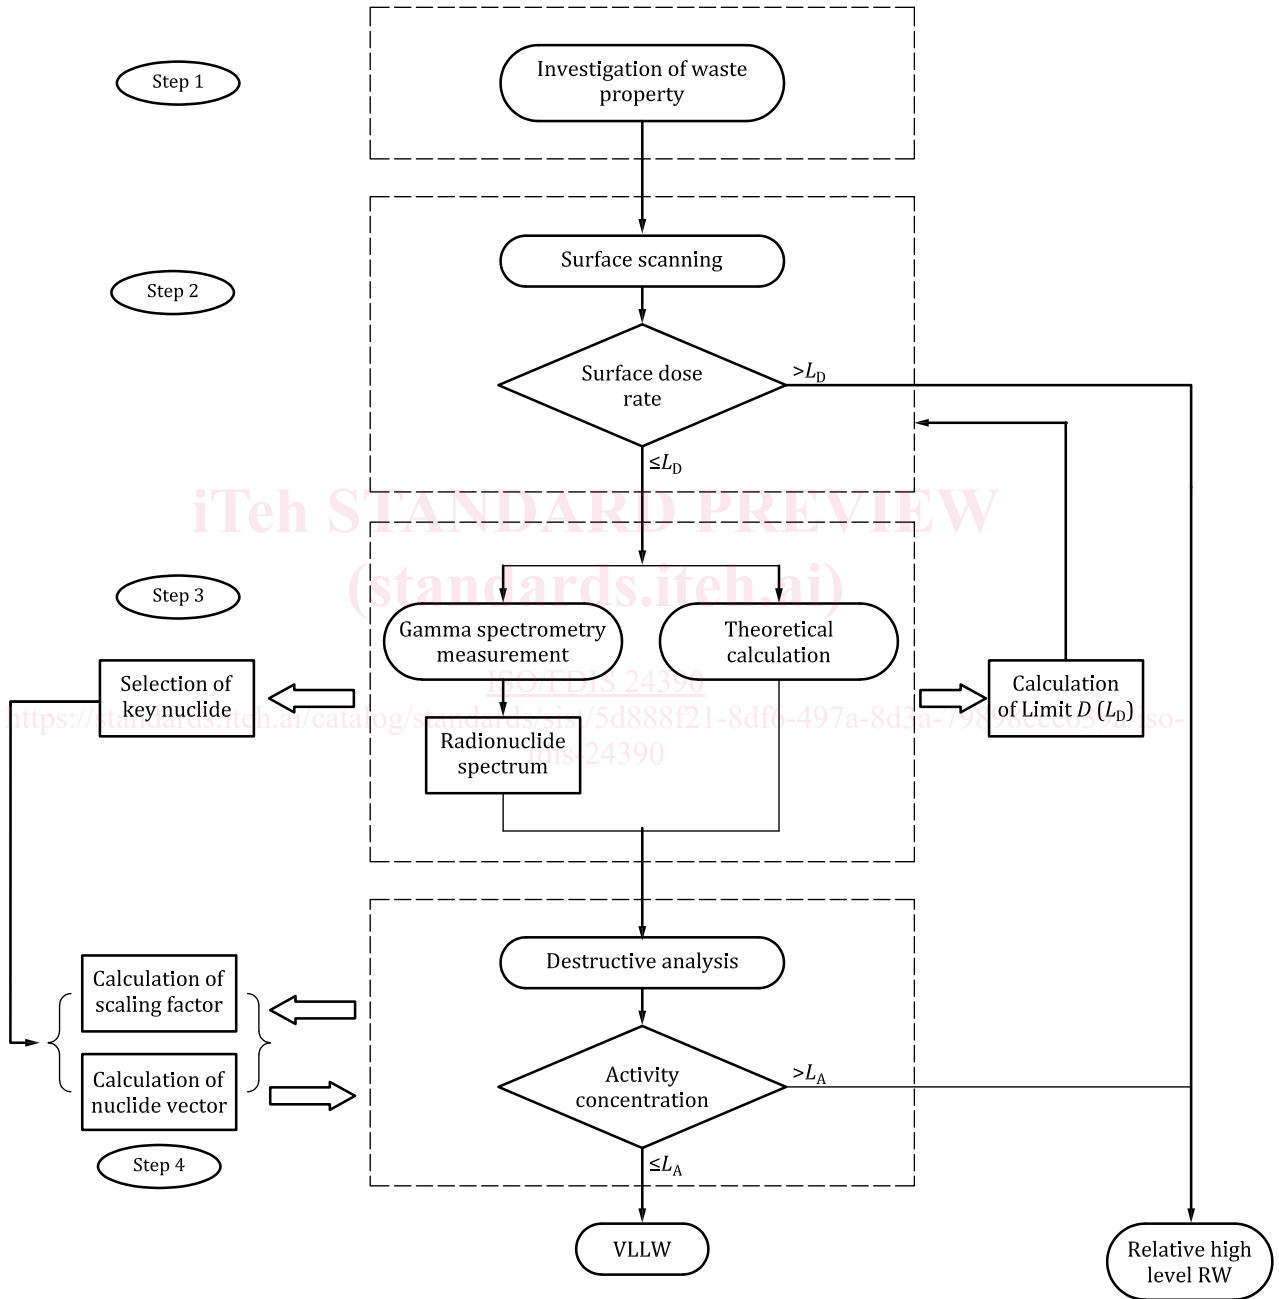 Step 1
Investigation of waste
property
Step 2
Surface scanning
Surface dose
rate
>LD
≤LD
iTeh STANDARD PREVIEW
(standards.iteh.ai)
Step 3
Gamma spectrometry
measurement
Theoretical
calculation
Selection of
key nuclide
Calculation
of Limit D (LD)
ISO/FDIS 24390
Radionuclide
spectrum
fdis-24390
Destructive analysis
Calculation of
scaling factor
Calculation of
nuclide vector
Activity
concentration
>LA
≤LA
Step 4
VLLW
Relative high
level RW